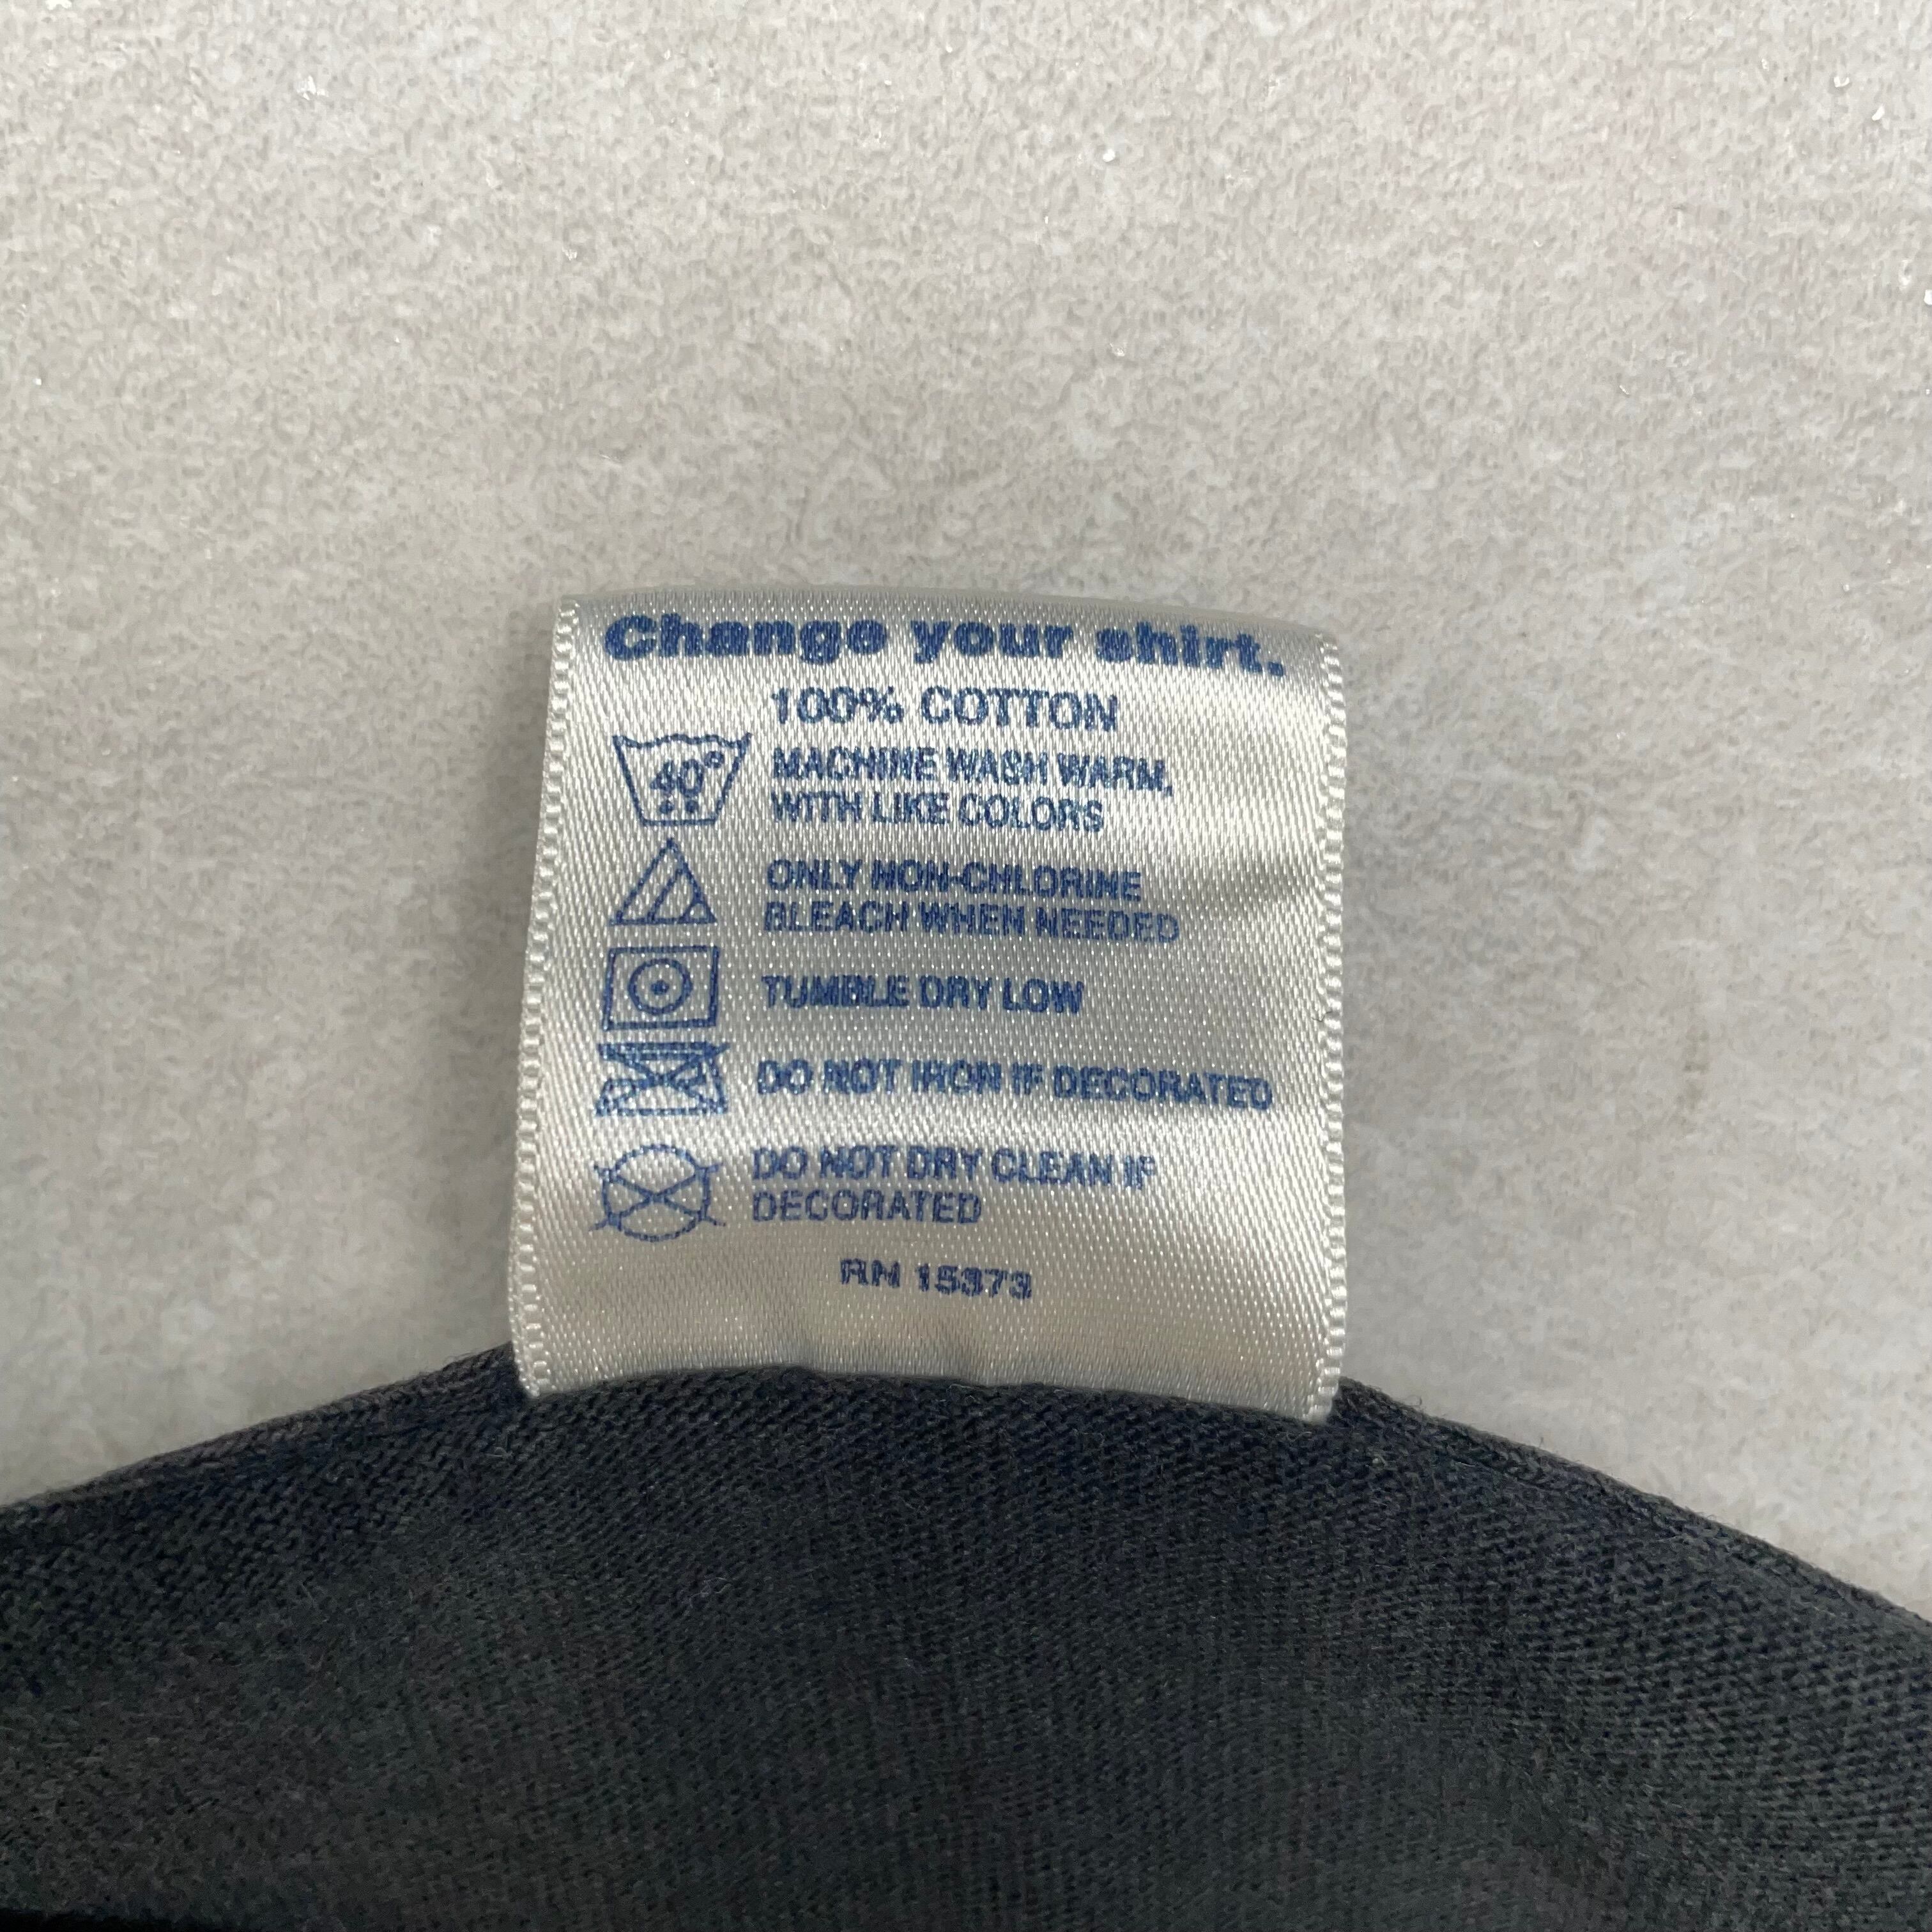 Change your shirt.
100% COTTON
40°
MACHINE WASH WARM,
WITH LIKE COLORS
ONLY NON-CHLORINE
BLEACH WHEN NEEDED
TUMBLE DRY LOW
DO NOT IRON IF DECORATED
DO NOT DRY CLEAN IF
DECORATED
RN 15373